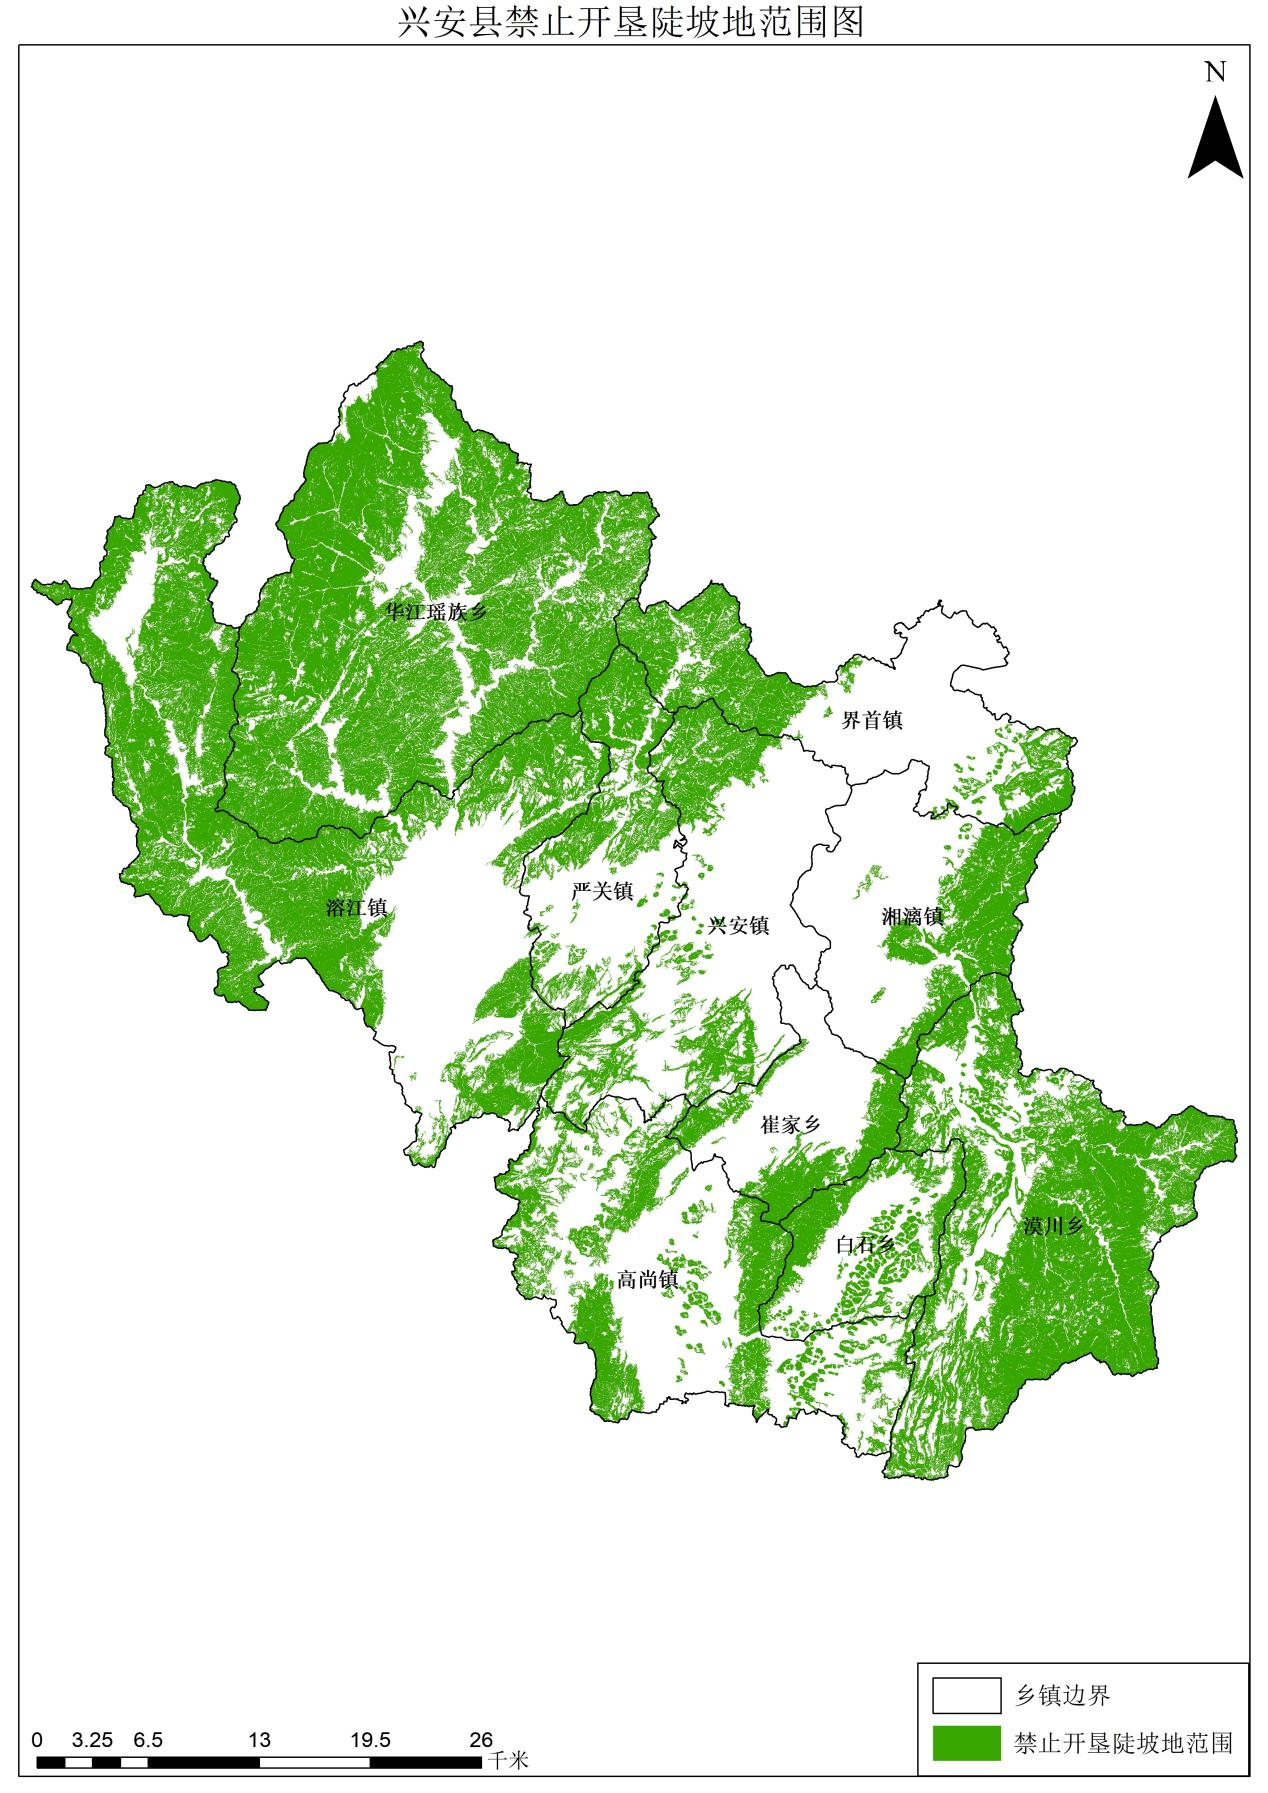 兴安县禁止开垦陡坡地范围图
N
华江瑶族乡
界首镇
严关镇
溶江镇
兴安镇
湘漓镇
崔家乡
漠川乡
白石乡
高尚镇
乡镇边界
禁止开垦陡坡地范围
0 3.25 6.5 13 19.5 26
千米